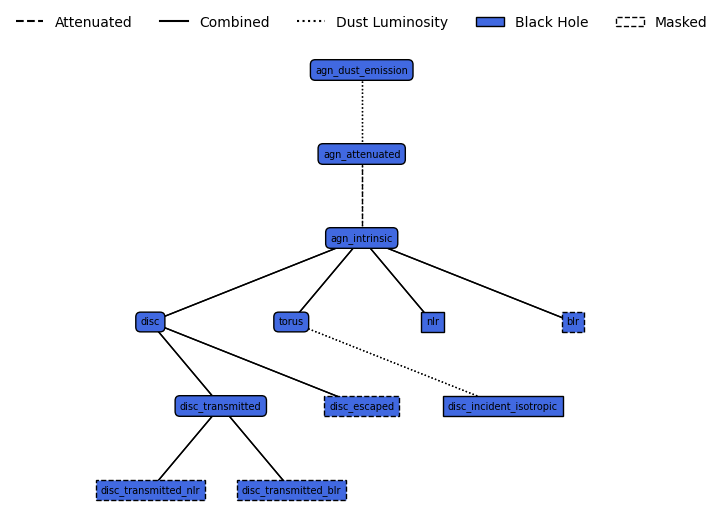 Attenuated Combined Dust Luminosity Black Hole Masked
agn_dust_emission
agn_attenuated
agn_intrinsic
disc torus nlr blr
disc_transmitted disc_escaped disc_incident_isotropic
disc_transmitted_nlr disc_transmitted_blr